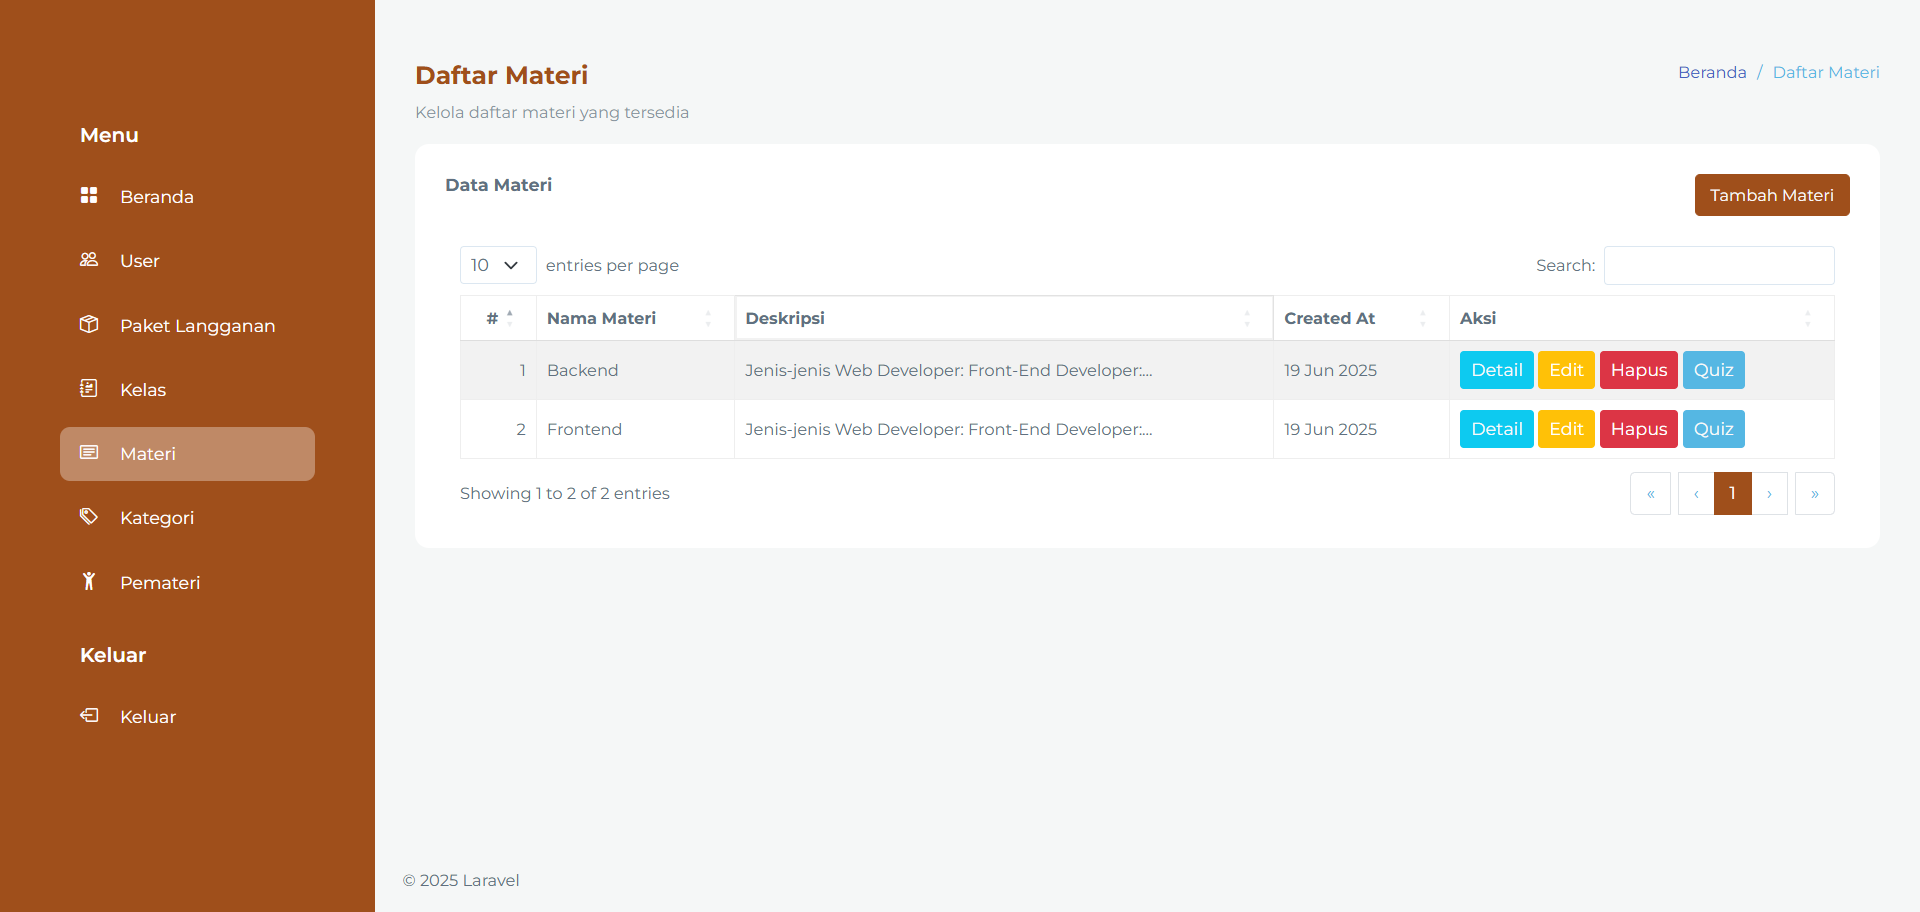 Menu
Beranda
User
Paket Langganan
Kelas
Materi
Kategori
Pemateri
Keluar
Keluar
Daftar Materi
Kelola daftar materi yang tersedia
Beranda / Daftar Materi
Data Materi
Tambah Materi
10 entries per page
Search:
# Nama Materi Deskripsi Created At Aksi
1 Backend Jenis-jenis Web Developer: Front-End Developer:... 19 Jun 2025 Detail Edit Hapus Quiz
2 Frontend Jenis-jenis Web Developer: Front-End Developer:... 19 Jun 2025 Detail Edit Hapus Quiz
Showing 1 to 2 of 2 entries
« ‹ 1 › »
© 2025 Laravel